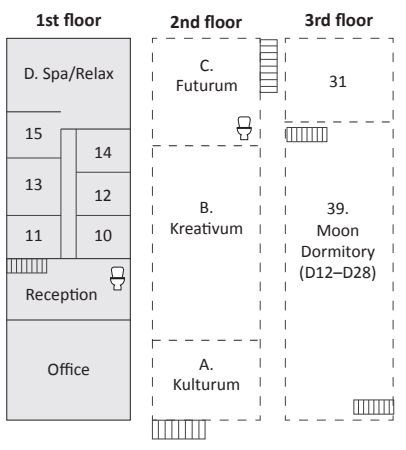 1st floor
2nd floor
3rd floor
D. Spa/Relax
15
14
13
12
11
10
Reception
Office
C.
Futurum
B.
Kreativum
A.
Kulturum
31
39.
Moon
Dormitory
(D12–D28)